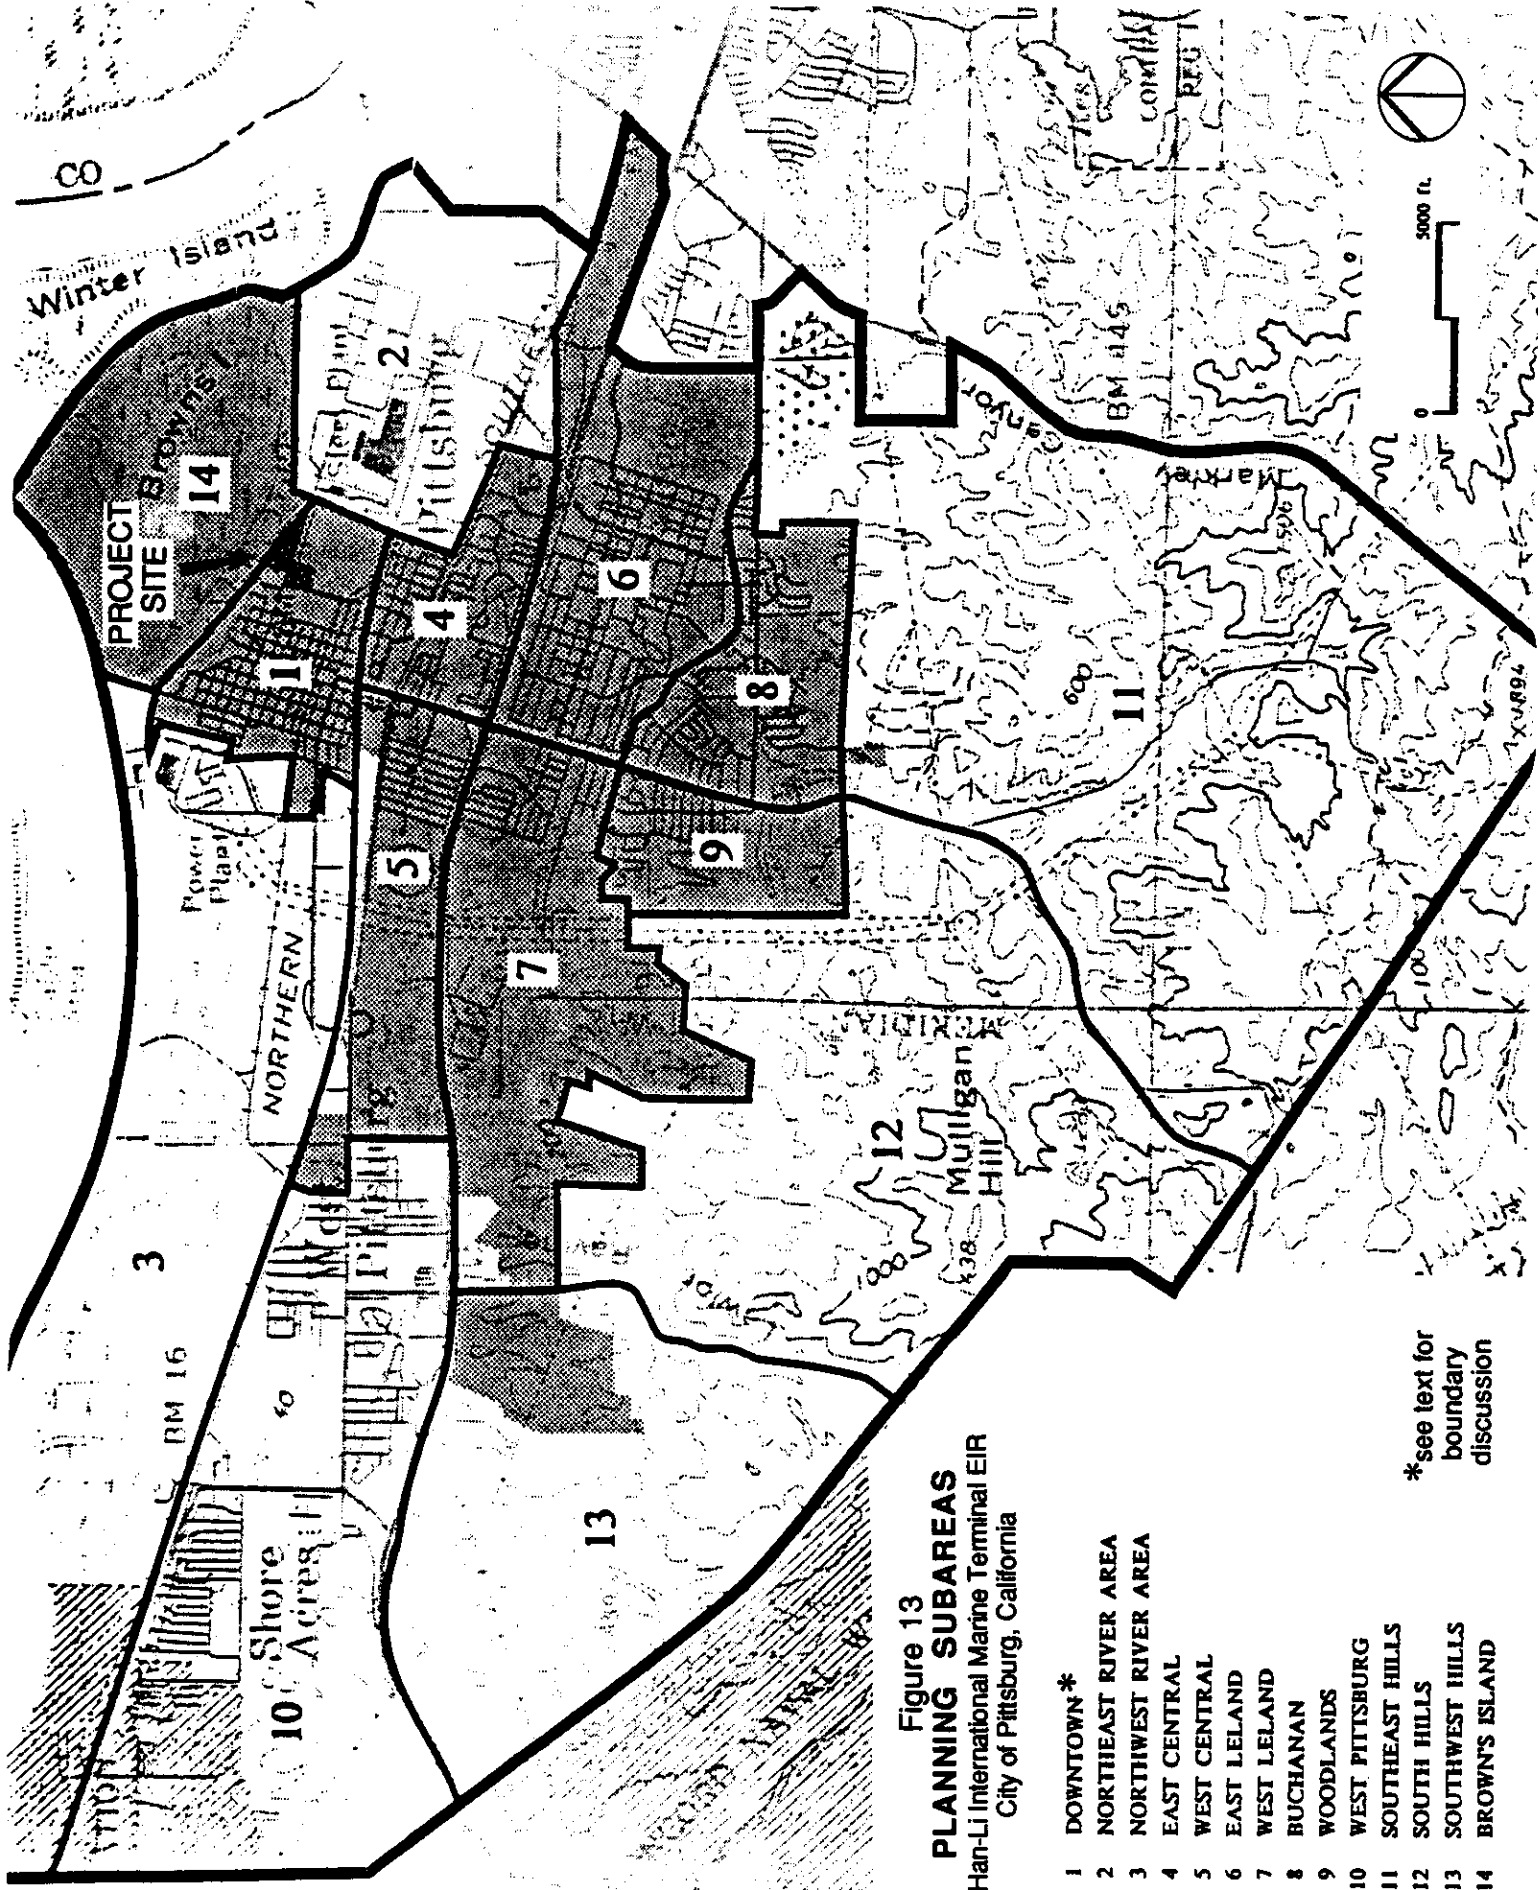 CO
Winter Island
PROJECT
SITE
Browns
14
Steel Plant
2
Pittsburg
1
4
6
8
5
9
7
Power
Plant
NORTHERN
3
BM 16
10
Shore
Acres
13
12
Mulligan
Hill
11
600
BM 445
Canyon
Markley
MERIDIAN
X4894
0
5000 ft.
Figure 13
PLANNING SUBAREAS
Han-Li International Marine Terminal EIR
City of Pittsburg, California
1 DOWNTOWN*
2 NORTHEAST RIVER AREA
3 NORTHWEST RIVER AREA
4 EAST CENTRAL
5 WEST CENTRAL
6 EAST LELAND
7 WEST LELAND
8 BUCHANAN
9 WOODLANDS
10 WEST PITTSBURG
11 SOUTHEAST HILLS
12 SOUTH HILLS
13 SOUTHWEST HILLS
14 BROWN'S ISLAND
*see text for
boundary
discussion